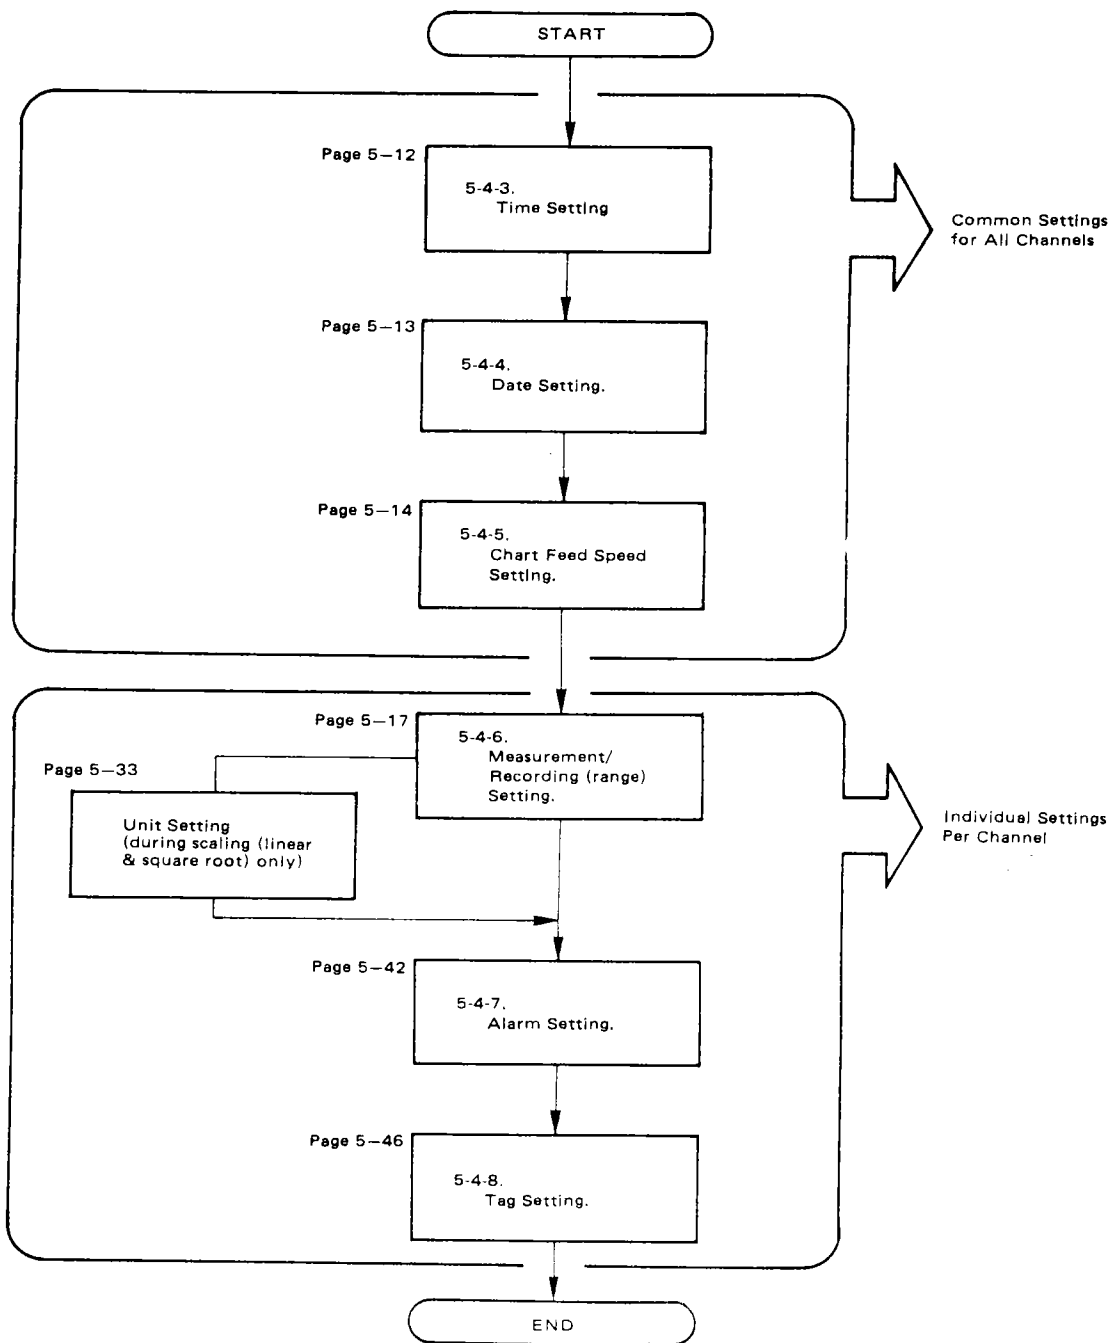 START
Page 5-12
5-4-3.
Time Setting
Common Settings
for All Channels
Page 5-13
5-4-4.
Date Setting.
Page 5-14
5-4-5.
Chart Feed Speed
Setting.
Page 5-17
5-4-6.
Measurement/
Recording (range)
Setting.
Page 5-33
Unit Setting
(during scaling (linear
& square root) only)
Individual Settings
Per Channel
Page 5-42
5-4-7.
Alarm Setting.
Page 5-46
5-4-8.
Tag Setting.
END